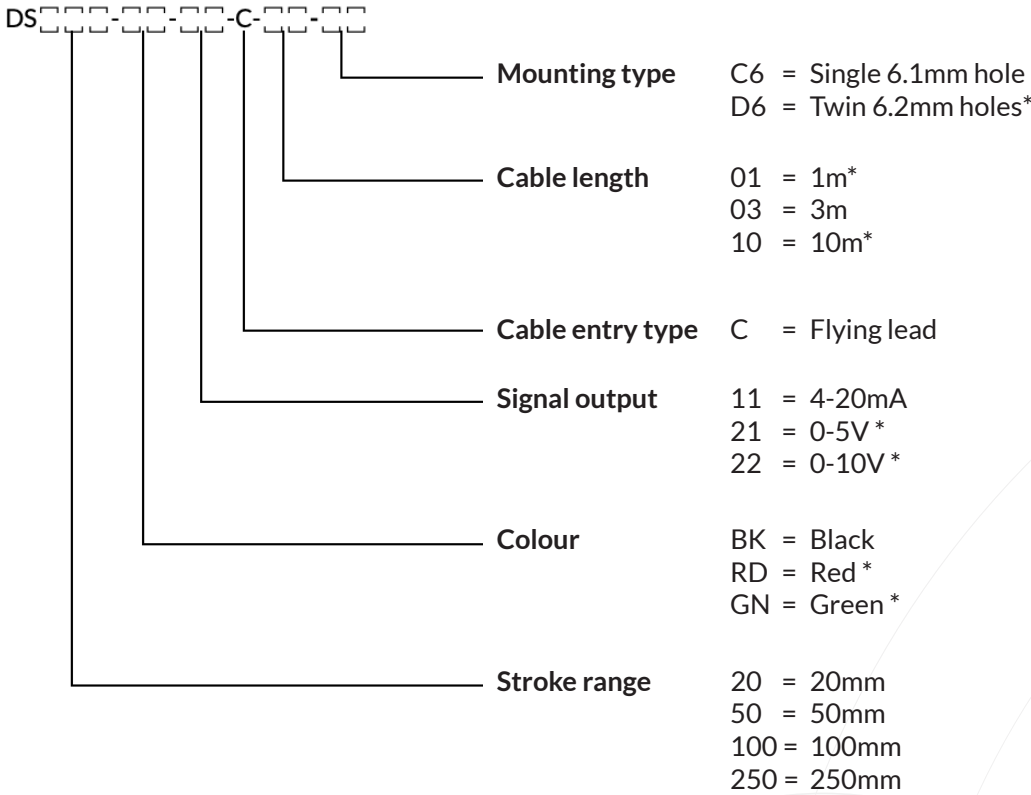 DS - - -C- -
Mounting type C6 = Single 6.1mm hole
D6 = Twin 6.2mm holes*
Cable length 01 = 1m*
03 = 3m
10 = 10m*
Cable entry type C = Flying lead
Signal output 11 = 4-20mA
21 = 0-5V *
22 = 0-10V *
Colour BK = Black
RD = Red *
GN = Green *
Stroke range 20 = 20mm
50 = 50mm
100 = 100mm
250 = 250mm